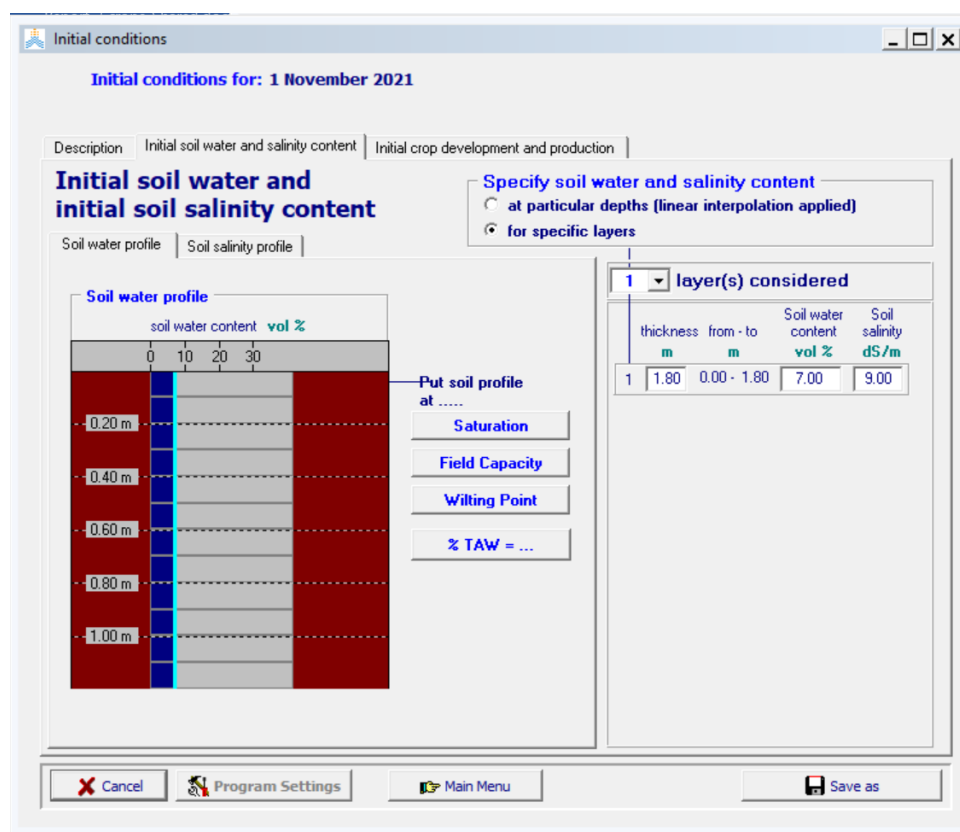 Initial conditions
Initial conditions for: 1 November 2021
Description
Initial soil water and salinity content
Initial crop development and production
Initial soil water and
initial soil salinity content
Specify soil water and salinity content
at particular depths (linear interpolation applied)
for specific layers
Soil water profile
Soil salinity profile
1 layer(s) considered
Soil water profile
soil water content vol %
0 10 20 30
0.20 m
0.40 m
0.60 m
0.80 m
1.00 m
Put soil profile
at .....
Saturation
Field Capacity
Wilting Point
% TAW = ...
Soil water Soil
thickness from - to content salinity
m m vol % dS/m
1 1.80 0.00 - 1.80 7.00 9.00
Cancel
Program Settings
Main Menu
Save as